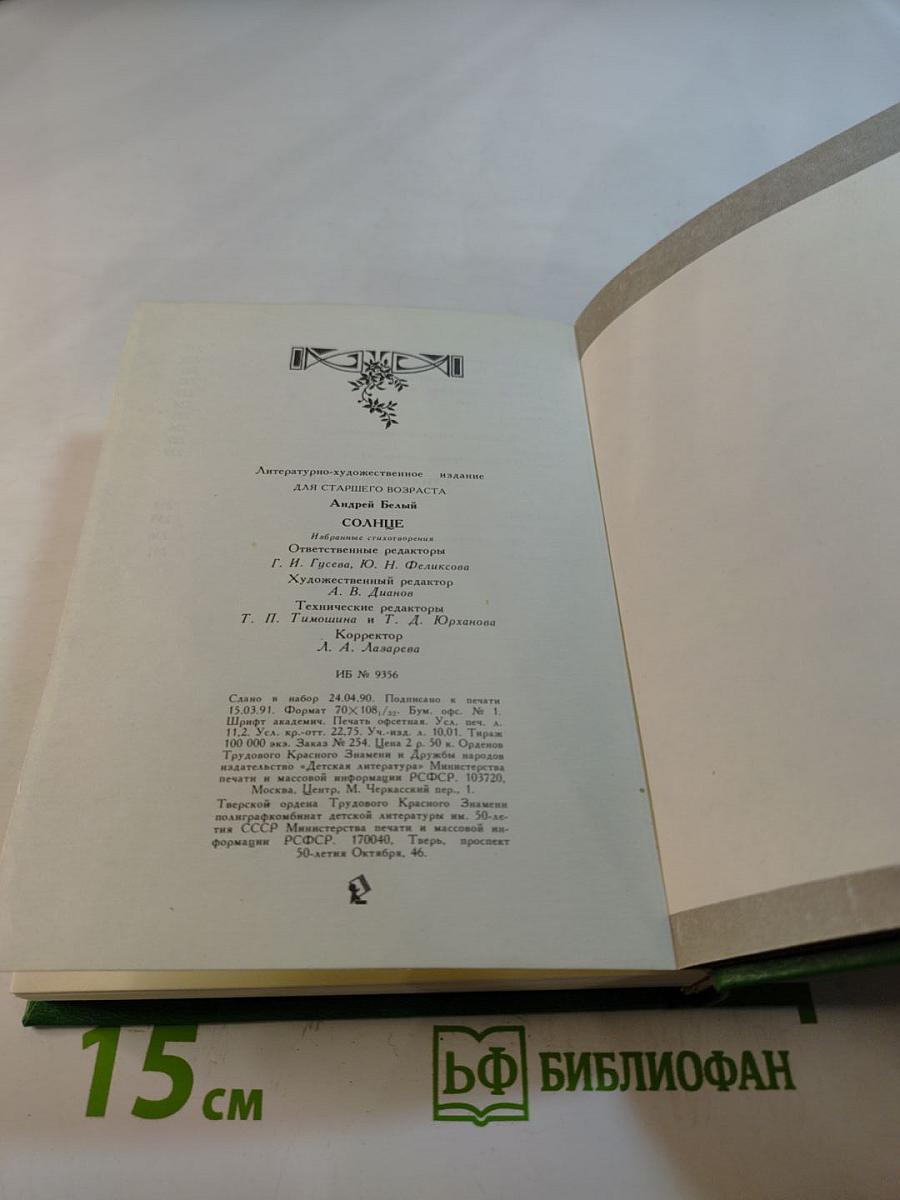 Литературно-художественное издание
ДЛЯ СТАРШЕГО ВОЗРАСТА
Андрей Белый
СОЛНЦЕ
Избранные стихотворения
Ответственные редакторы
Г. И. Гусева, Ю. Н. Феликсова
Художественный редактор
А. В. Дианов
Технические редакторы
Т. П. Тимошина и Т. Д. Юрханова
Корректор
Л. А. Лазарева
ИБ № 9356
Сдано в набор 24.04.90. Подписано к печати
15.03.91. Формат 70×108₁/₃₂. Бум. офс. № 1.
Шрифт академич. Печать офсетная. Усл. печ. л.
11,2. Усл. кр.-отт. 22,75. Уч.-изд. л. 10,01. Тираж
100 000 экз. Заказ № 254. Цена 2 р. 50 к. Орденов
Трудового Красного Знамени и Дружбы народов
издательство «Детская литература» Министерства
печати и массовой информации РСФСР. 103720,
Москва, Центр, М. Черкасский пер., 1.
Тверской ордена Трудового Красного Знамени
полиграфкомбинат детской литературы им. 50-ле-
тия СССР Министерства печати и массовой ин-
формации РСФСР. 170040, Тверь, проспект
50-летия Октября, 46.
15 см
БФ БИБЛИОФАН